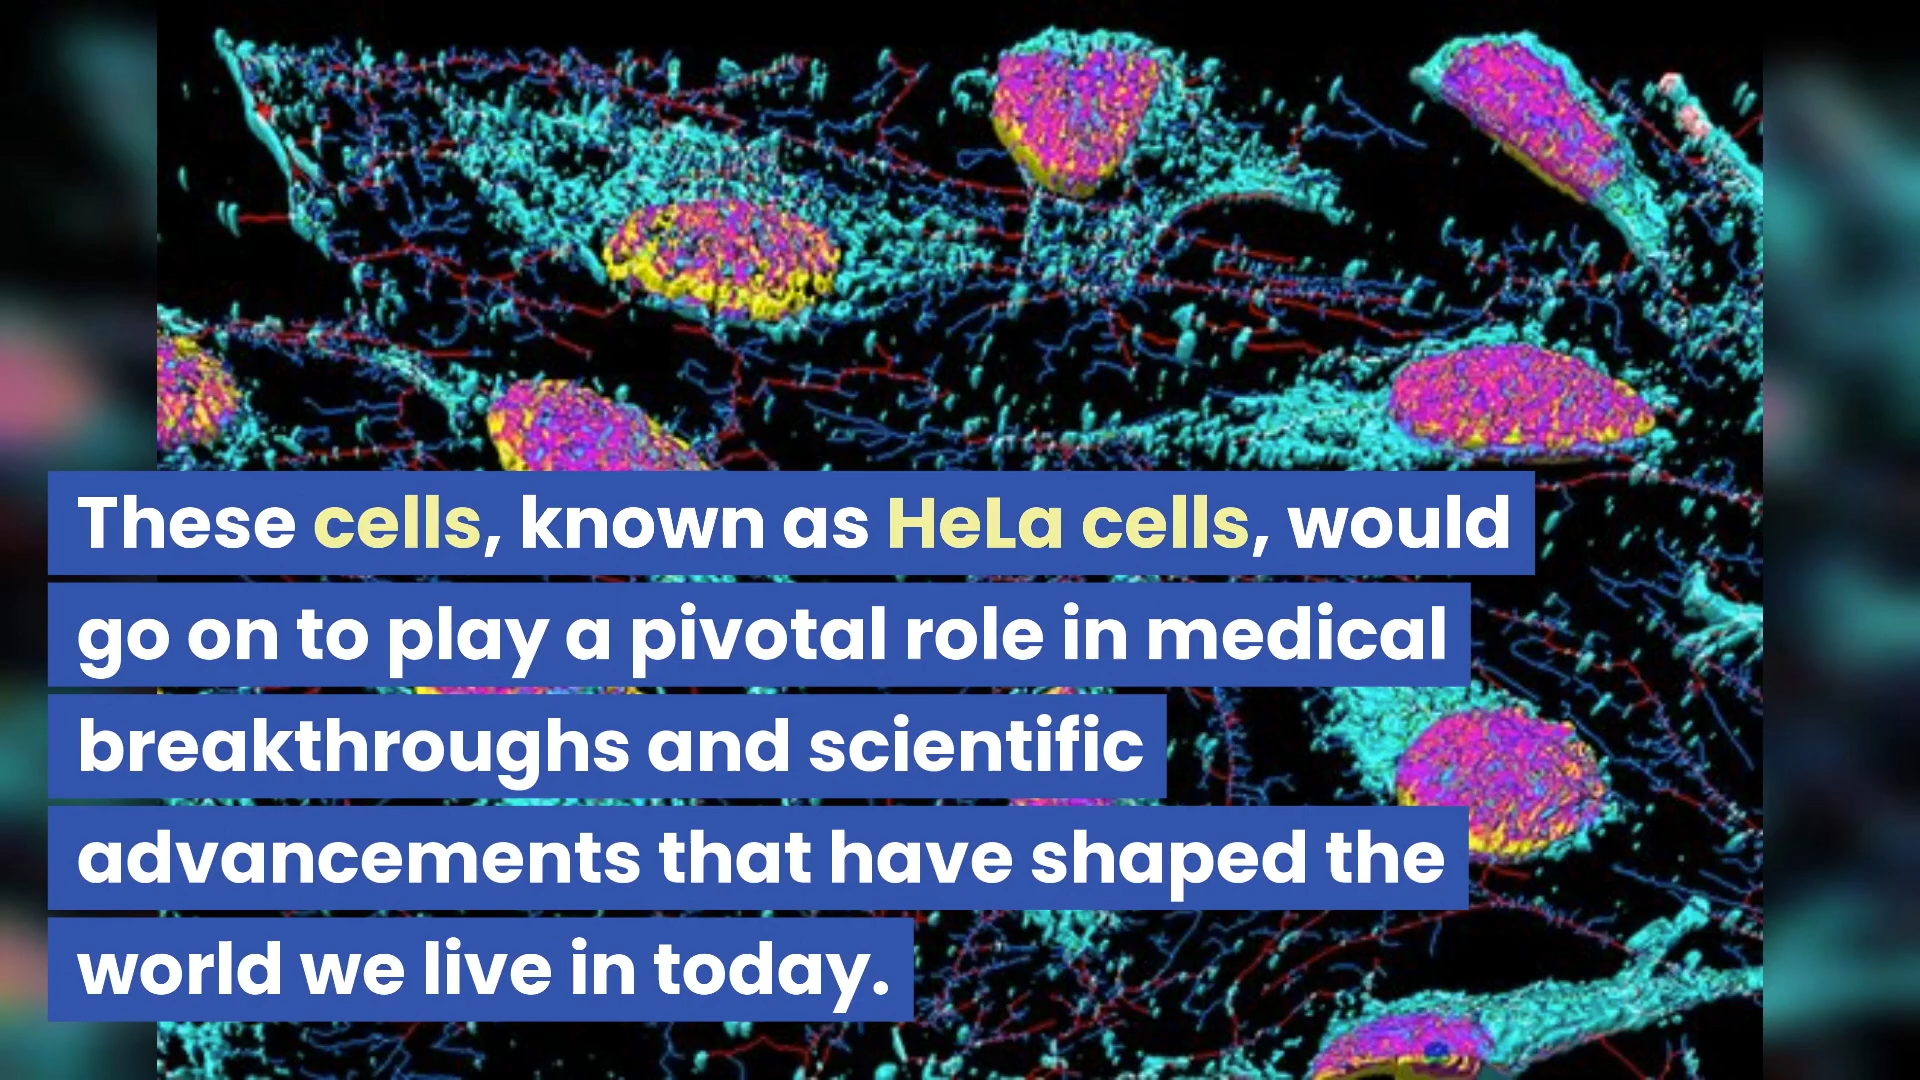 These cells, known as HeLa cells, would
go on to play a pivotal role in medical
breakthroughs and scientific
advancements that have shaped the
world we live in today.